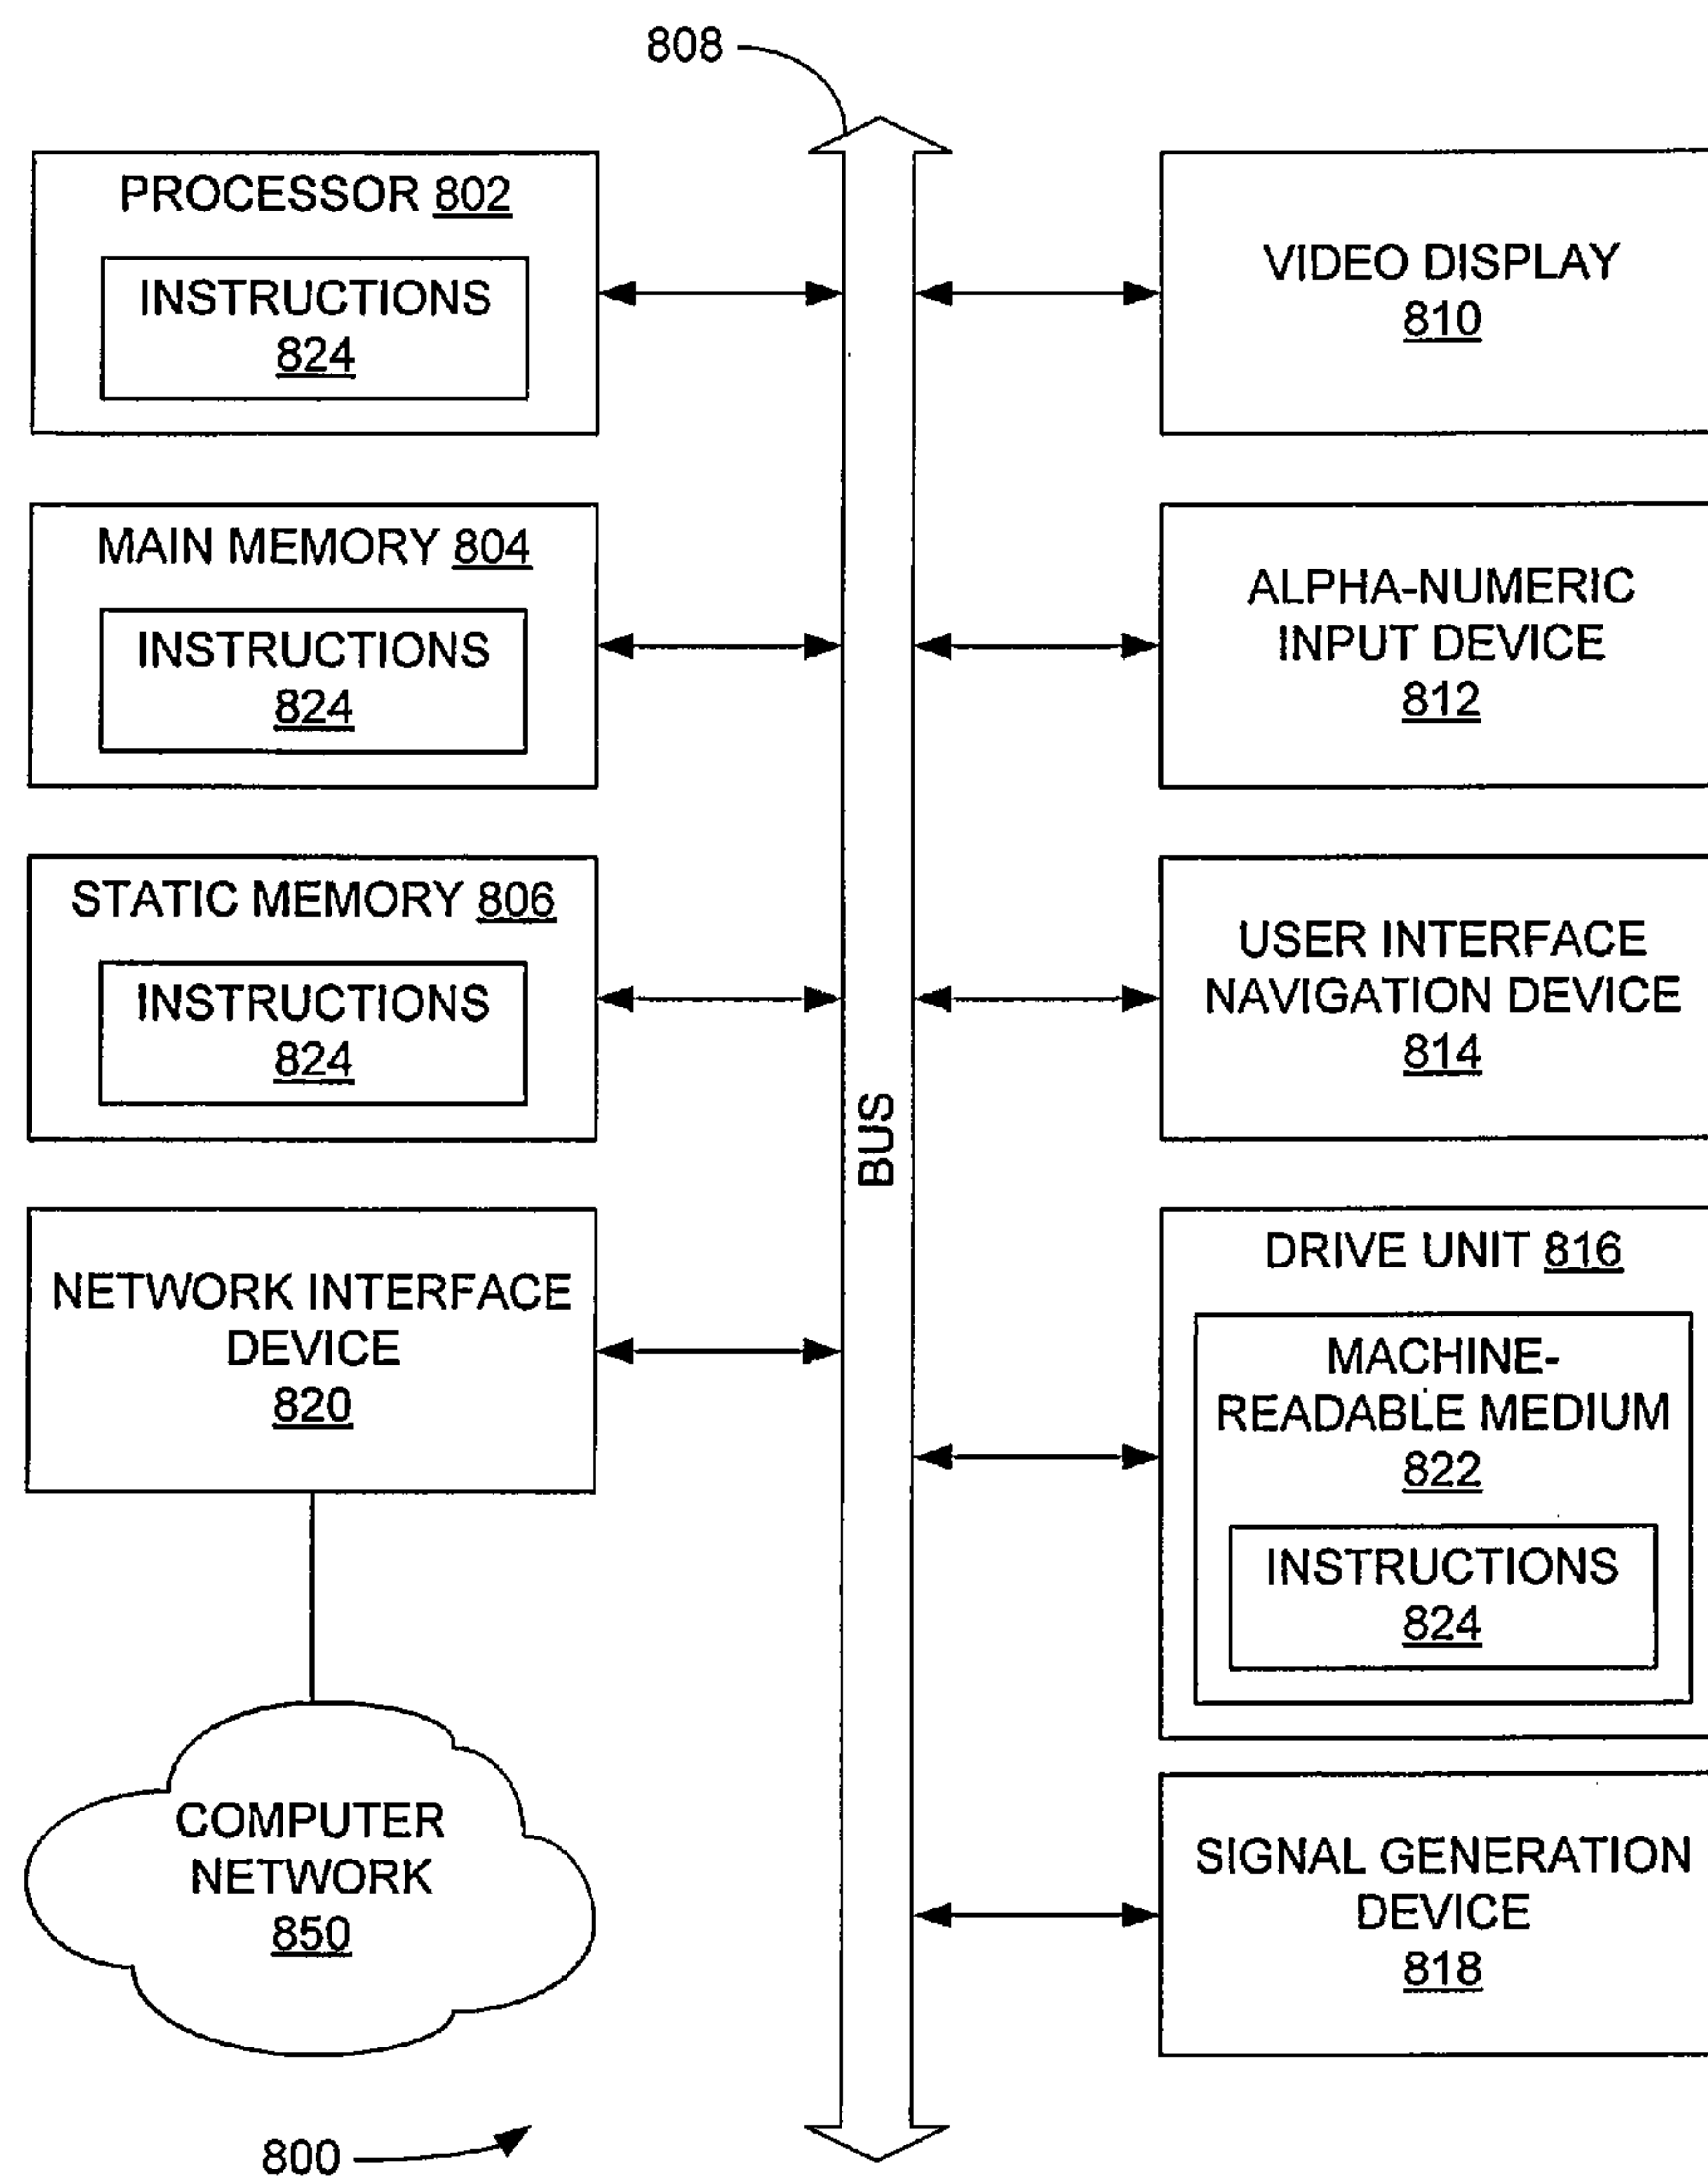 808
PROCESSOR 802
INSTRUCTIONS
824
MAIN MEMORY 804
INSTRUCTIONS
824
STATIC MEMORY 806
INSTRUCTIONS
824
NETWORK INTERFACE
DEVICE
820
COMPUTER
NETWORK
850
800
BUS
VIDEO DISPLAY
810
ALPHA-NUMERIC
INPUT DEVICE
812
USER INTERFACE
NAVIGATION DEVICE
814
DRIVE UNIT 816
MACHINE-
READABLE MEDIUM
822
INSTRUCTIONS
824
SIGNAL GENERATION
DEVICE
818